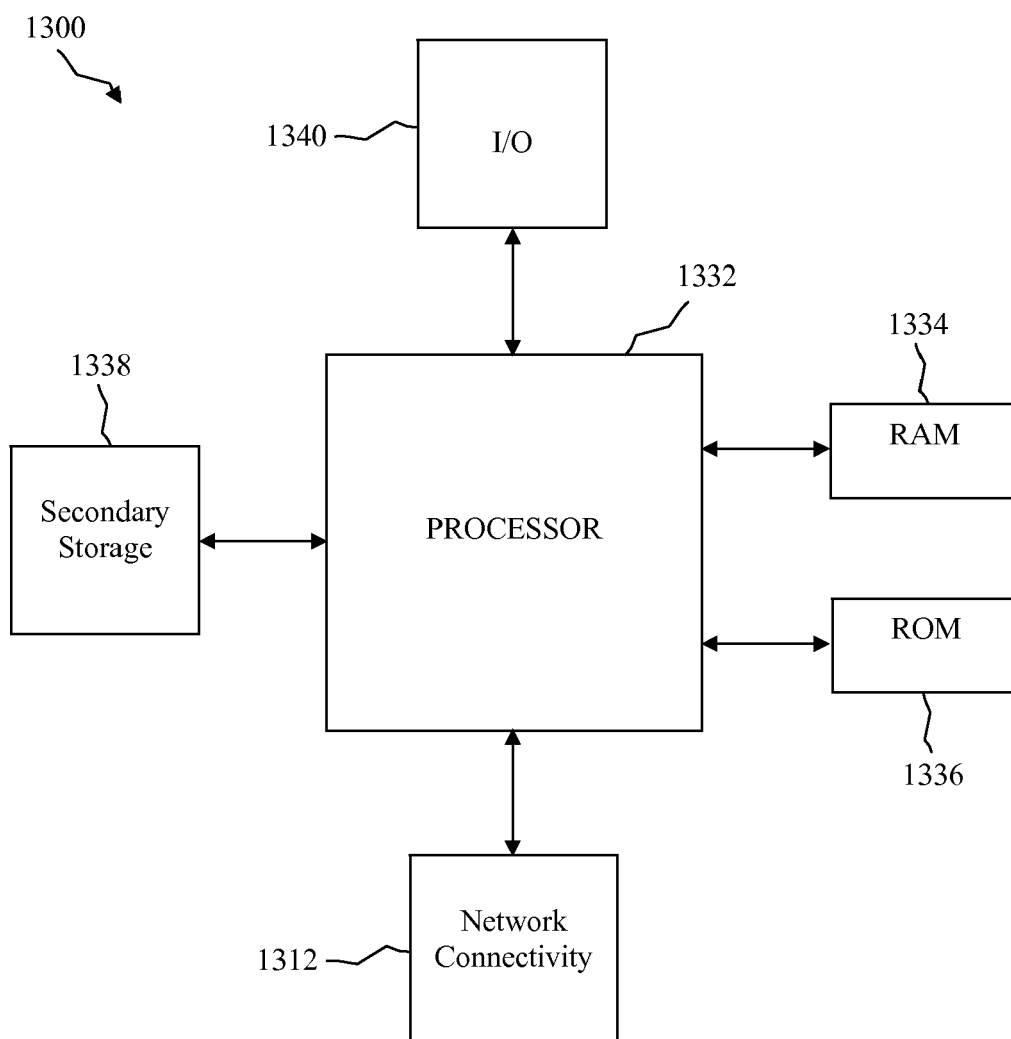 1300
1340
I/O
1332
1334
1338
RAM
Secondary
Storage
PROCESSOR
ROM
1336
Network
Connectivity
1312